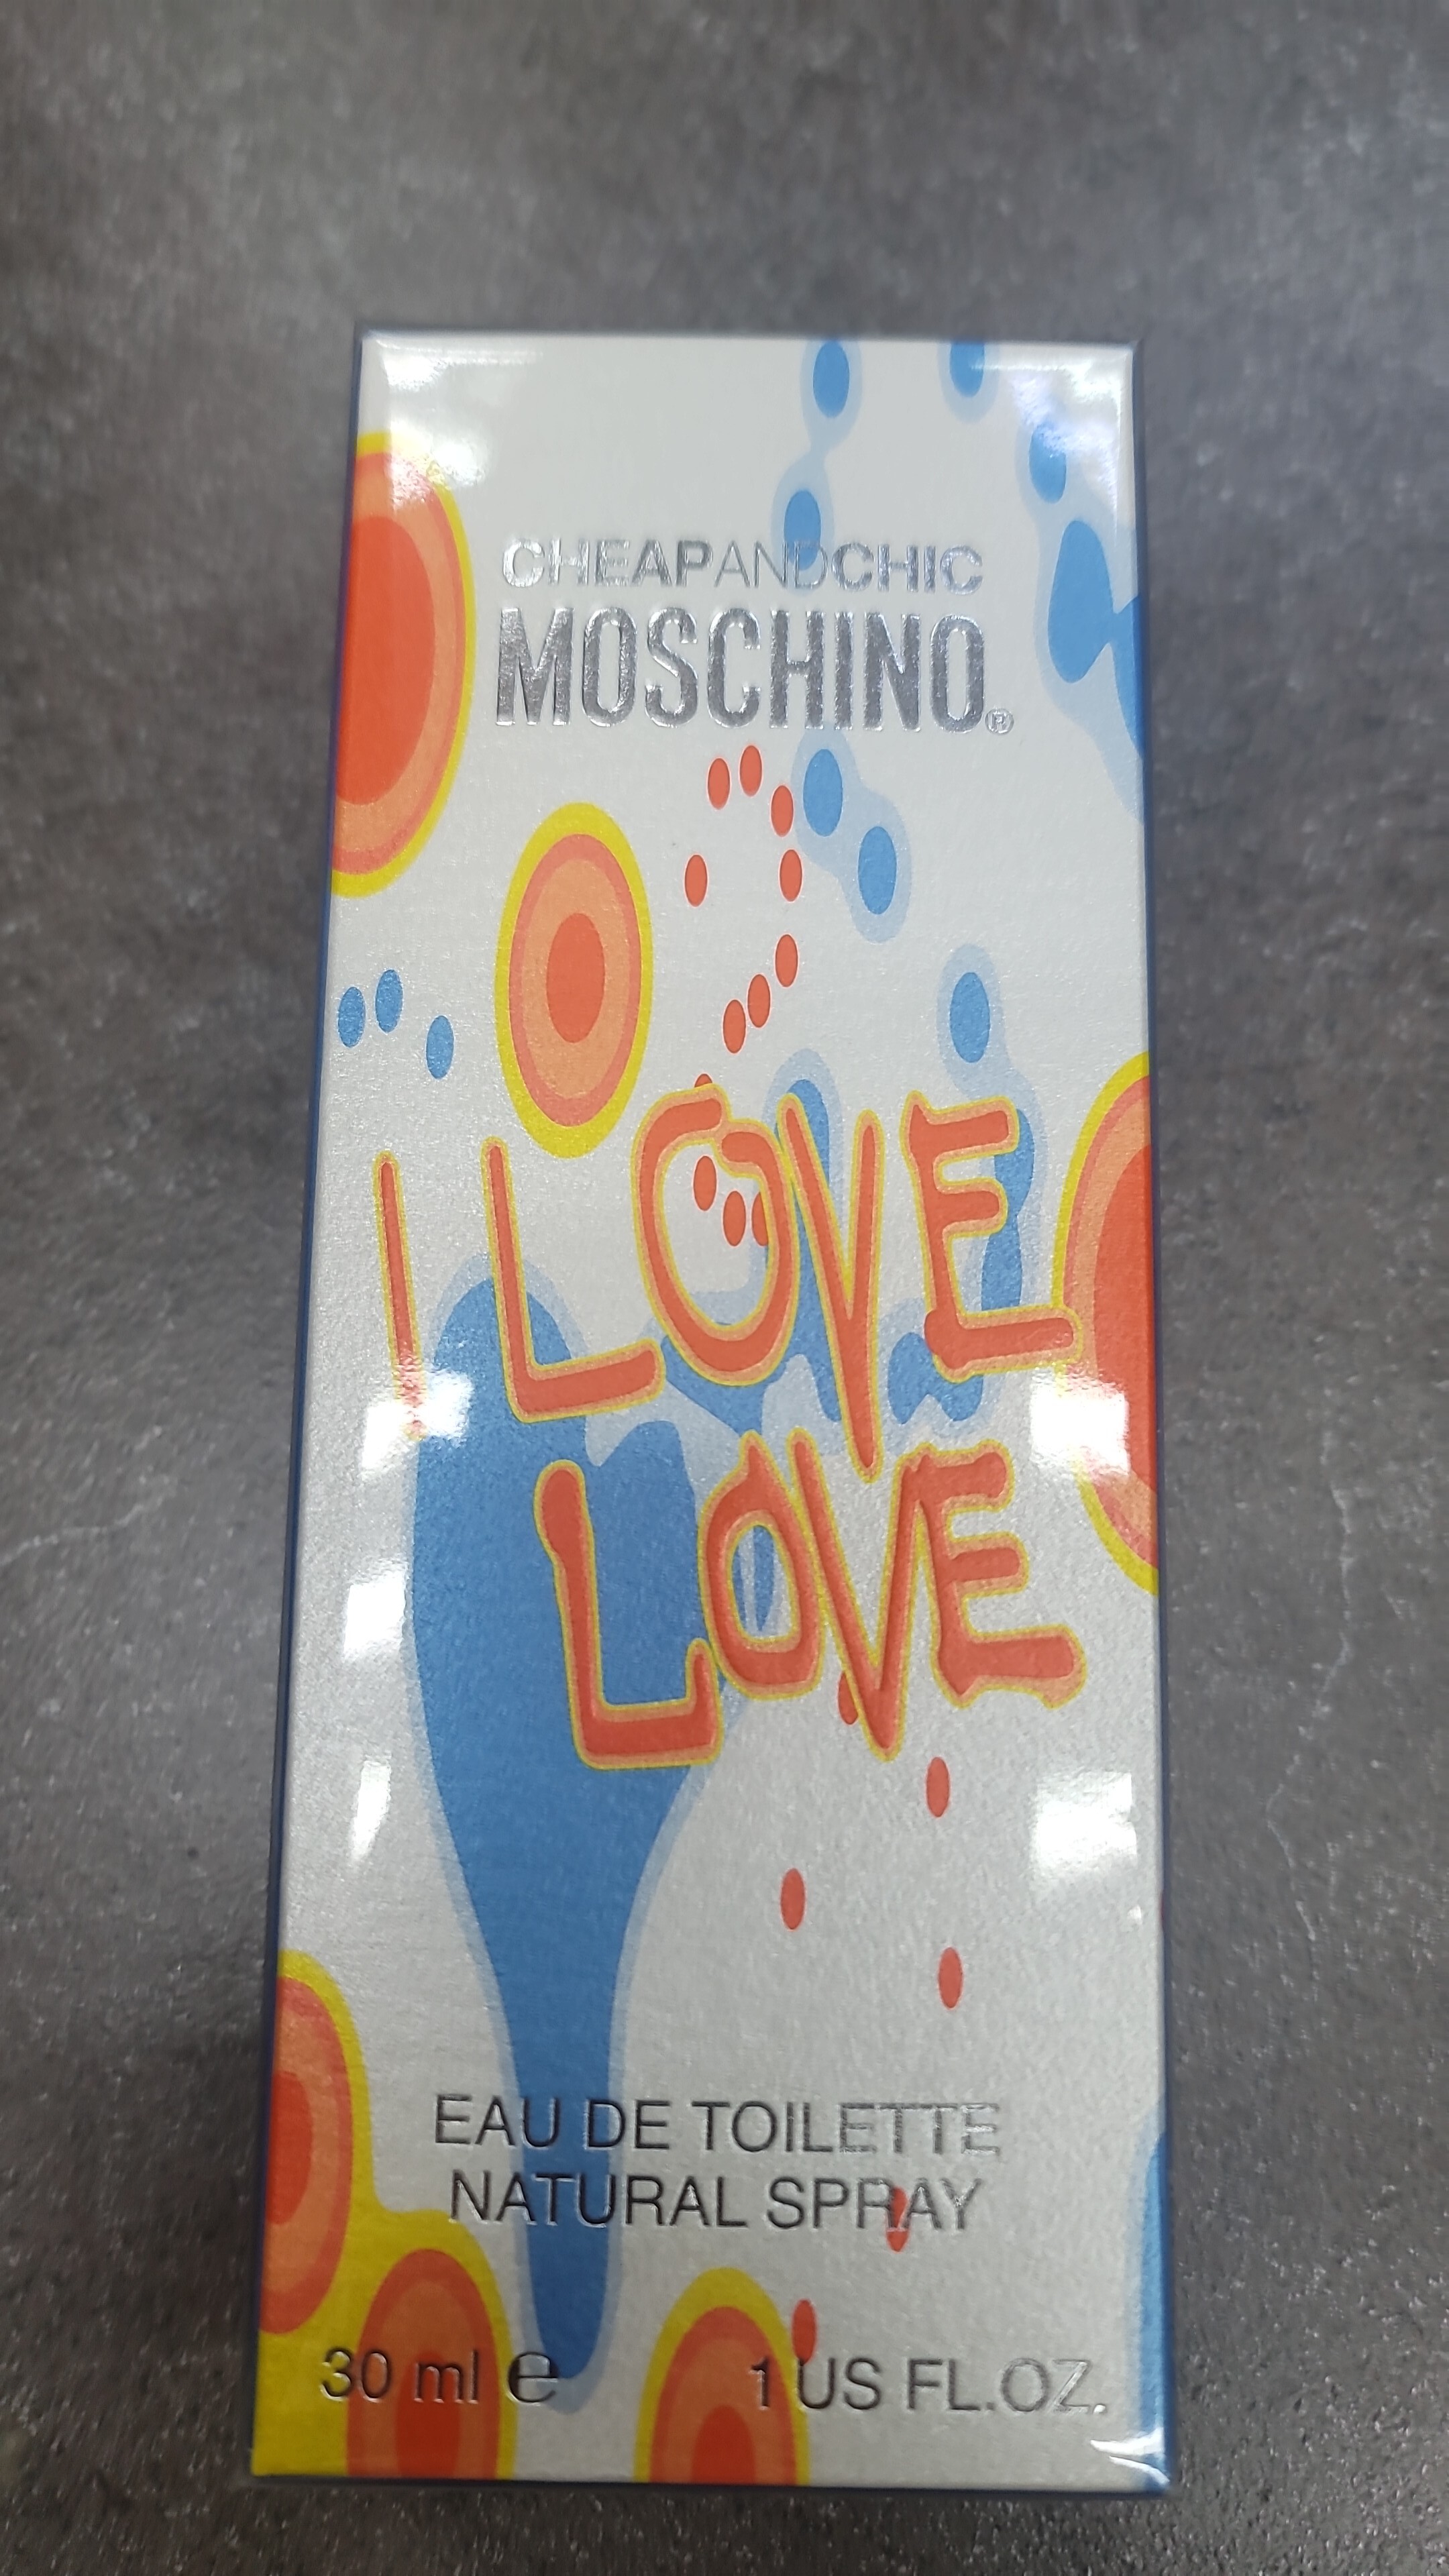 CHEAPANDCHIC
MOSCHINO®
I LOVE
LOVE
EAU DE TOILETTE
NATURAL SPRAY
30 ml ℮ 1 US FL.OZ.